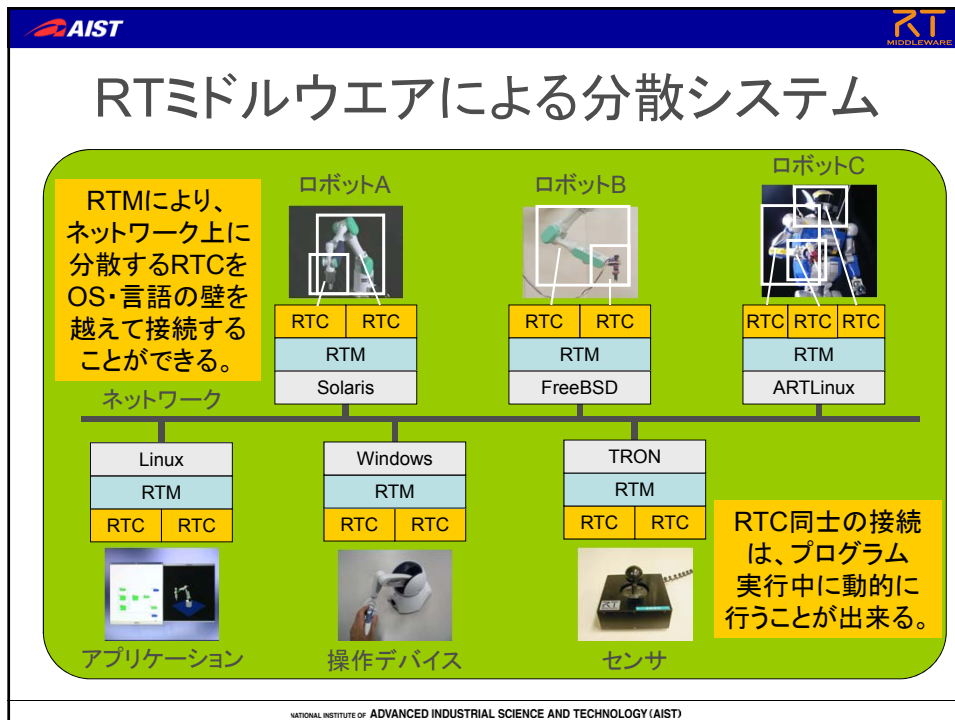 AIST
RT
MIDDLEWARE
RTミドルウエアによる分散システム
RTMにより、
ネットワーク上に
分散するRTCを
OS・言語の壁を
越えて接続する
ことができる。
ロボットA
ロボットB
ロボットC
RTC RTC
RTM
Solaris
RTC RTC
RTM
FreeBSD
RTC RTC RTC
RTM
ARTLinux
ネットワーク
Linux
RTM
RTC RTC
アプリケーション
Windows
RTM
RTC RTC
操作デバイス
TRON
RTM
RTC RTC
RT
センサ
RTC同士の接続
は、プログラム
実行中に動的に
行うことが出来る。
NATIONAL INSTITUTE OF ADVANCED INDUSTRIAL SCIENCE AND TECHNOLOGY (AIST)